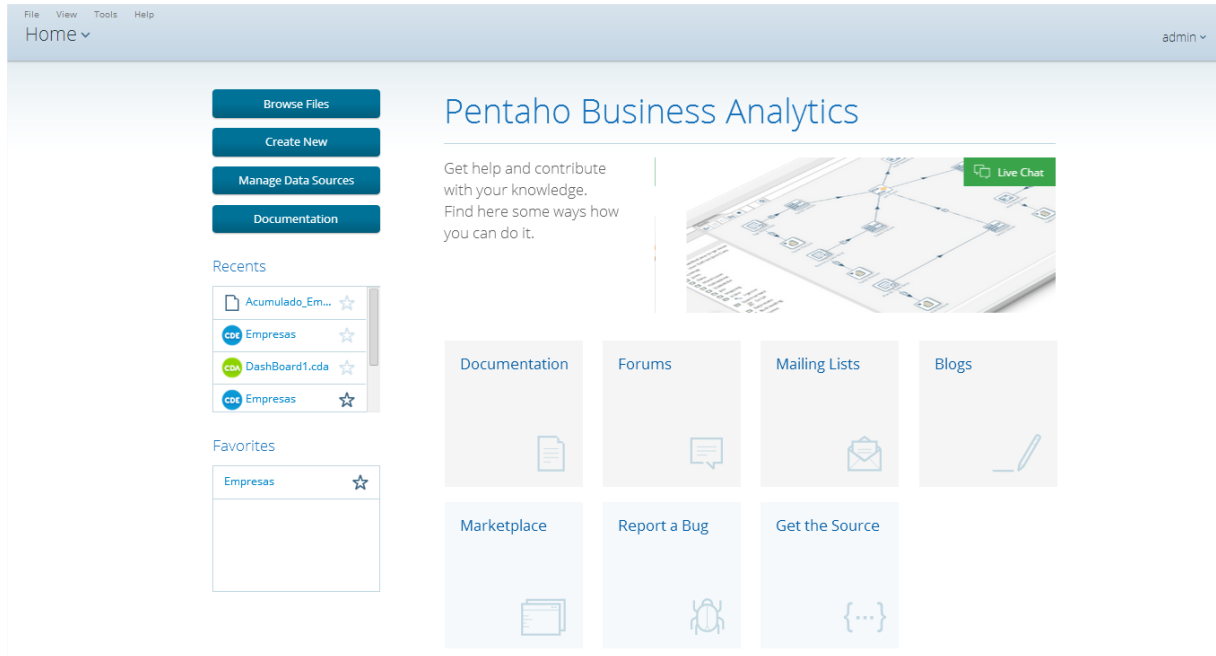 File View Tools Help
Home
admin
Browse Files
Create New
Manage Data Sources
Documentation
Recents
Acumulado_Em...
CDE Empresas
CDA DashBoard1.cda
CDE Empresas
Favorites
Empresas
Pentaho Business Analytics
Get help and contribute
with your knowledge.
Find here some ways how
you can do it.
Live Chat
Documentation
Forums
Mailing Lists
Blogs
Marketplace
Report a Bug
Get the Source
{...}